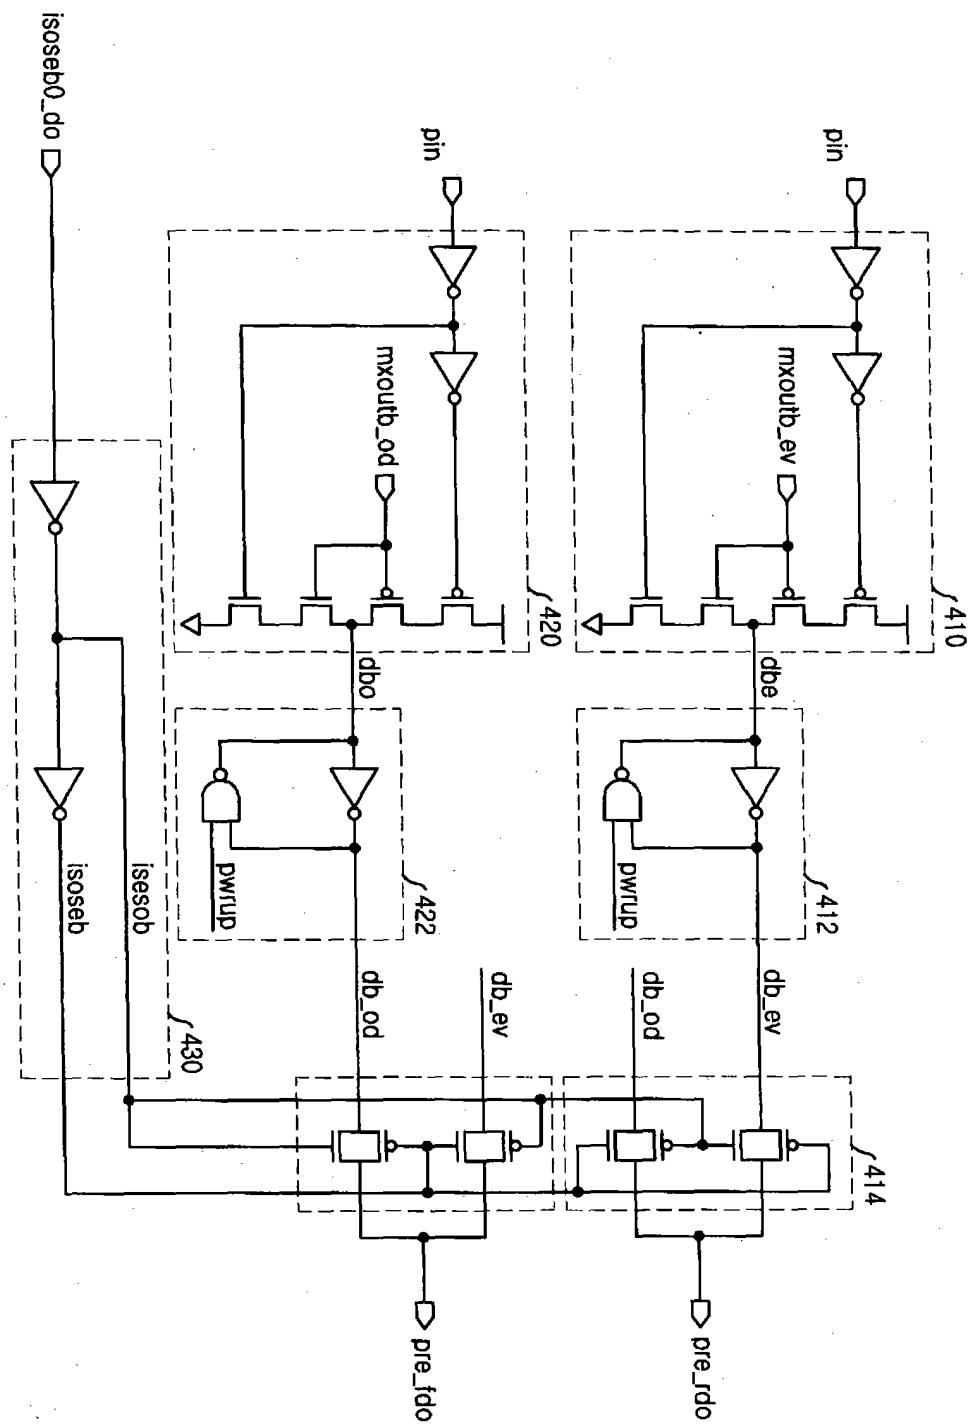 pin
410
mxoutb_ev
dbe
412
pwrup
db_ev
db_od
414
pre_rdo
pin
420
mxoutb_od
dbo
422
pwrup
db_ev
db_od
pre_fdo
isoseb0_do
isesob
isoseb
430